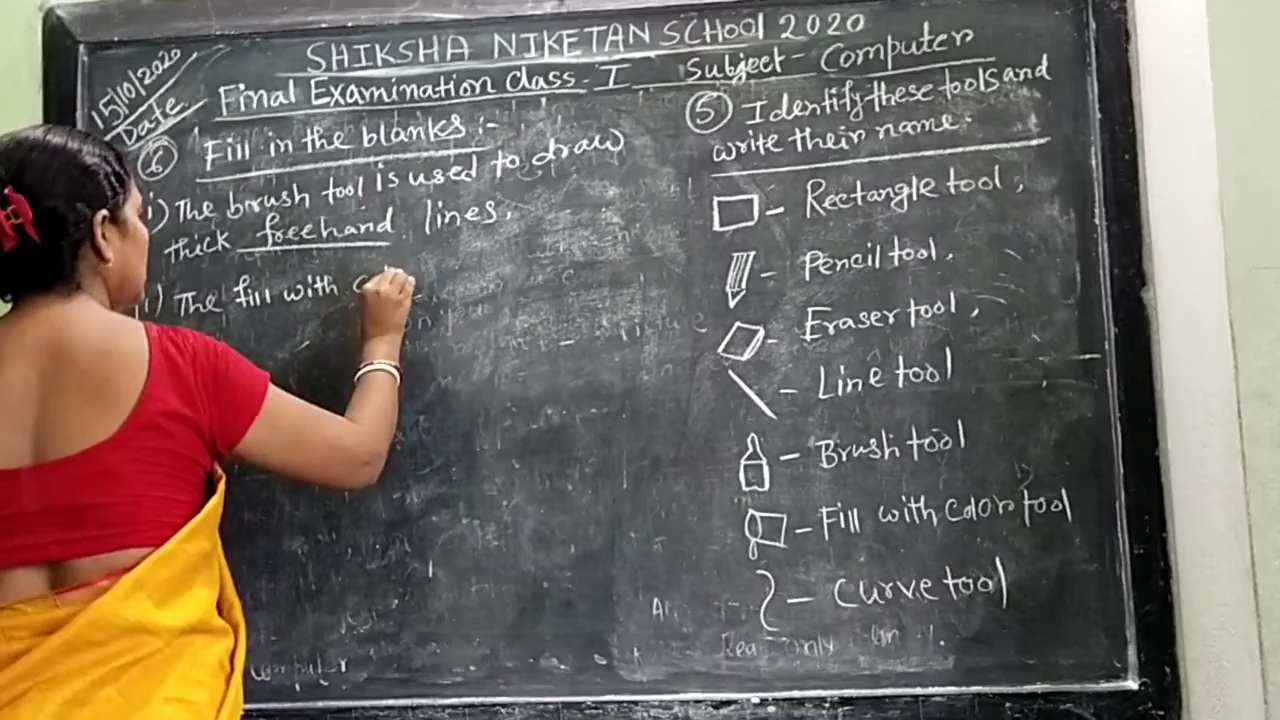 SHIKSHA NIKETAN SCHOOL 2020
15/10/2020
Date
Final Examination Class - I Subject - Computer
6 Fill in the blanks :-
i) The brush tool is used to draw
thick freehand lines.
i) The fill with
5 Identify these tools and
write their name.
- Rectangle tool,
- Pencil tool,
- Eraser tool,
- Line tool
- Brush tool
- Fill with color tool
- Curve tool
only
computer